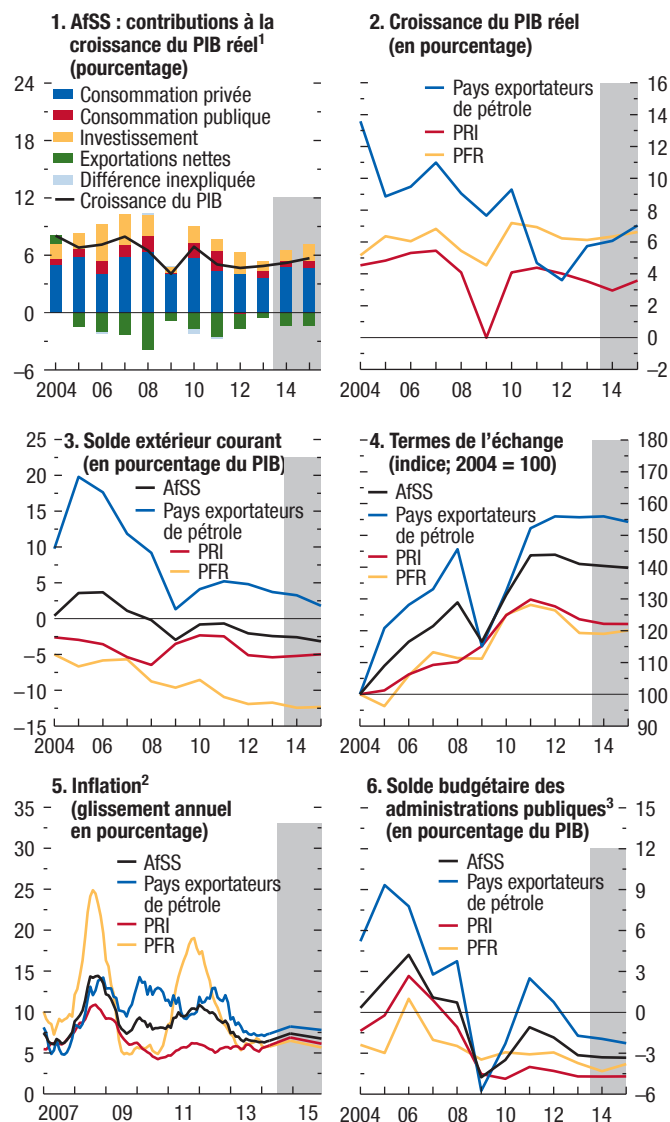 1. AfSS : contributions à la
croissance du PIB réel1
(pourcentage)
24
18
12
6
0
–6
Consommation privée
Consommation publique
Investissement
Exportations nettes
Différence inexpliquée
Croissance du PIB
2004 06 08 10 12 14
2. Croissance du PIB réel
(en pourcentage)
Pays exportateurs
de pétrole
PRI
PFR
16
14
12
10
8
6
4
2
0
–2
2004 06 08 10 12 14
3. Solde extérieur courant
(en pourcentage du PIB)
25
20
15
10
5
0
–5
–10
–15
AfSS
Pays exportateurs
de pétrole
PRI
PFR
2004 06 08 10 12 14
4. Termes de l’échange
(indice; 2004 = 100)
AfSS
Pays exportateurs
de pétrole
PRI
PFR
180
170
160
150
140
130
120
110
100
90
2004 06 08 10 12 14
5. Inflation2
(glissement annuel
en pourcentage)
35
30
25
20
15
10
5
0
AfSS
Pays exportateurs
de pétrole
PRI
PFR
2007 09 11 13 15
6. Solde budgétaire des
administrations publiques3
(en pourcentage du PIB)
AfSS
Pays exportateurs
de pétrole
PRI
PFR
15
12
9
6
3
0
–3
–6
2004 06 08 10 12 14